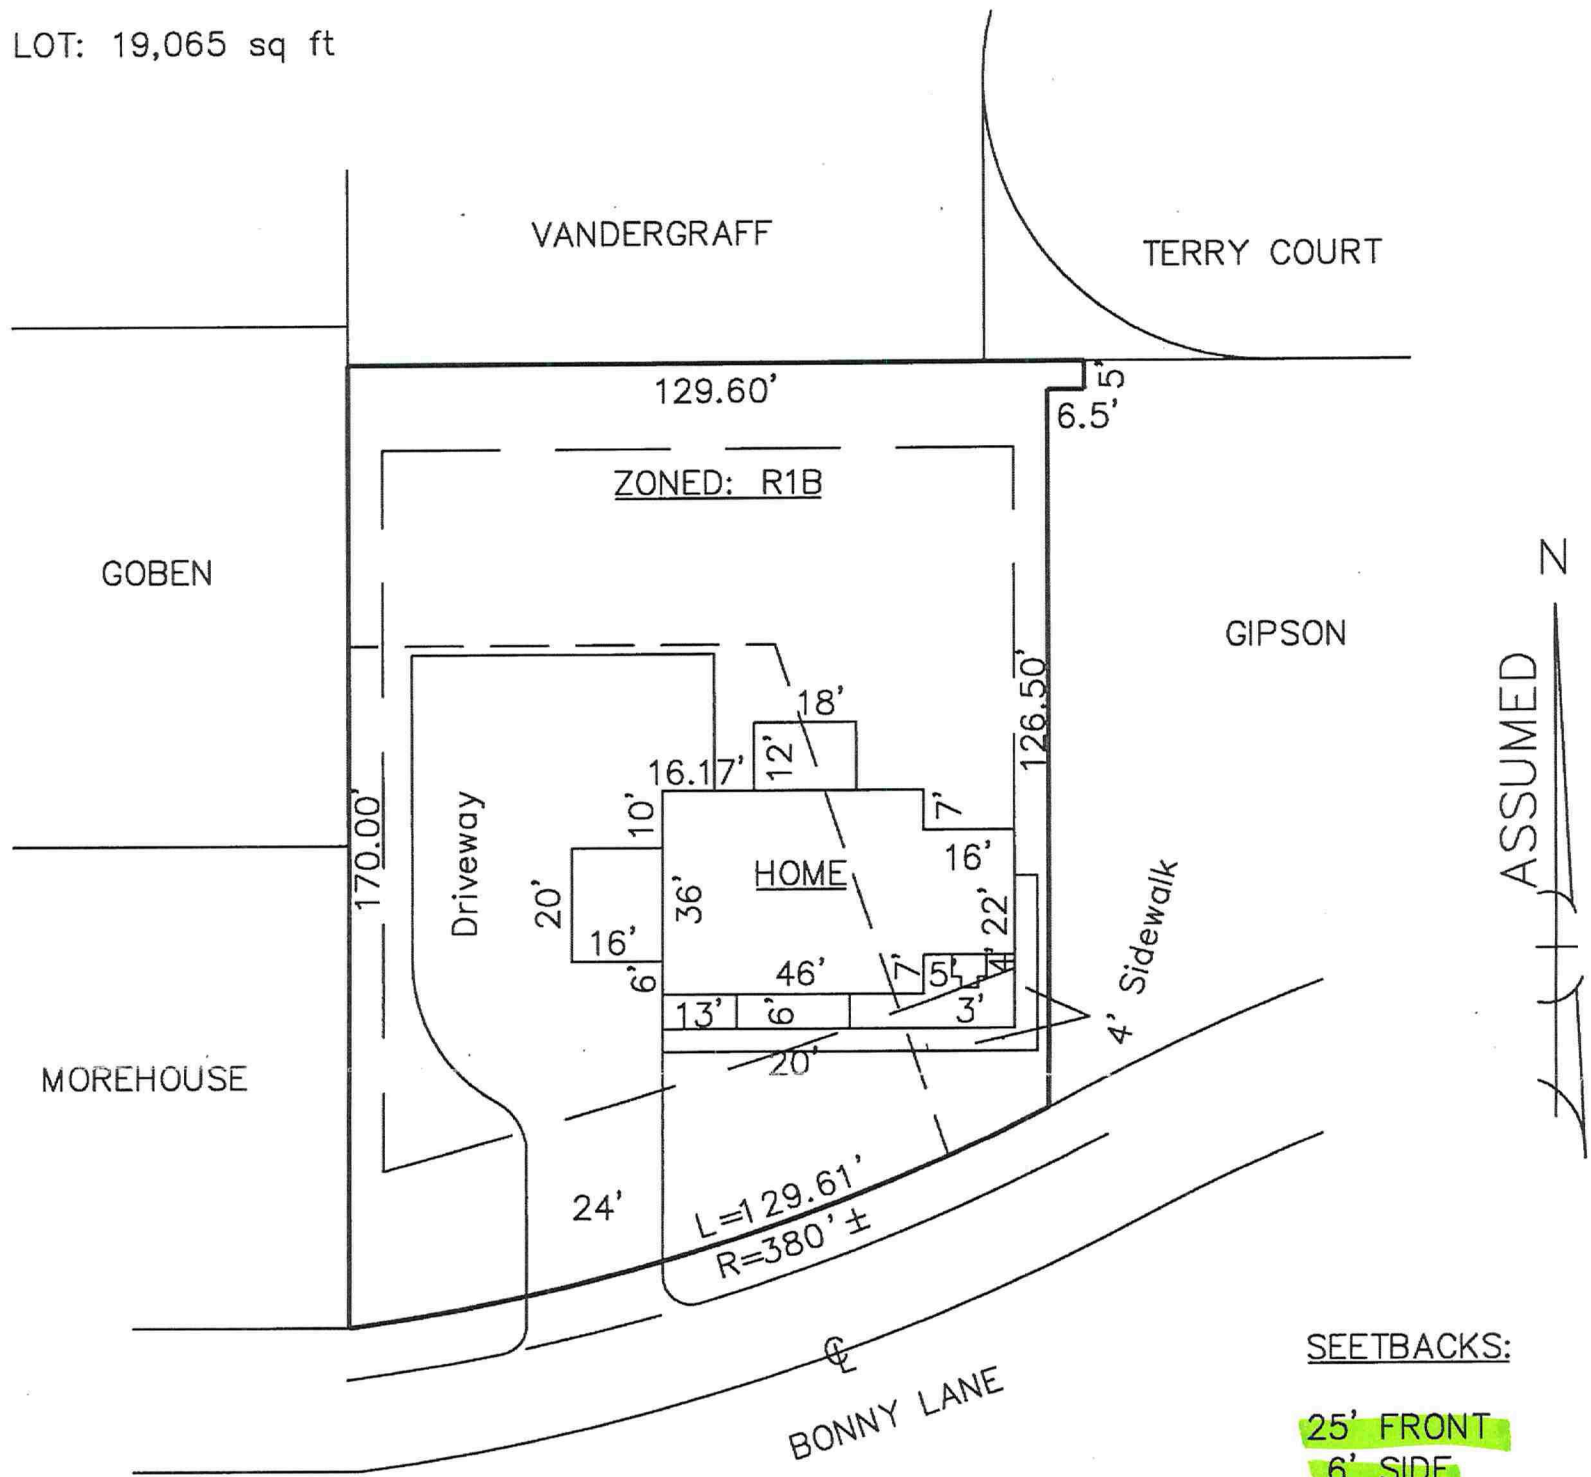 LOT: 19,065 sq ft
VANDERGRAFF
TERRY COURT
129.60'
5'
6.5'
ZONED: R1B
GOBEN
N
GIPSON
ASSUMED
126.50'
18'
12'
16.17'
10'
7'
170.00'
Driveway
HOME
16'
20'
36'
22'
4' Sidewalk
16'
6'
46'
7'
5'
4'
13'
6'
3'
20'
MOREHOUSE
24'
L=129.61'
R=380'±
℄
BONNY LANE
SEETBACKS:
25' FRONT
6' SIDE